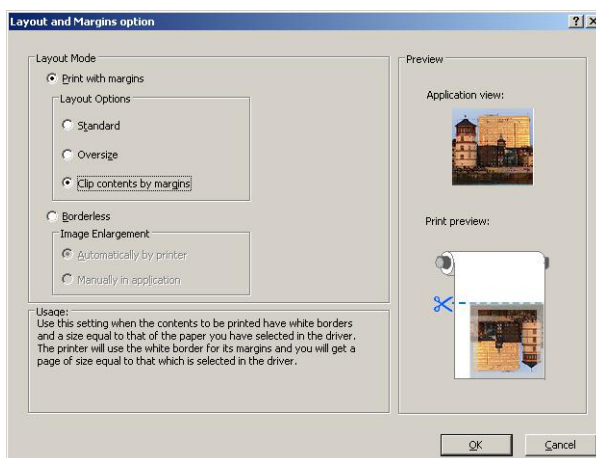 Layout and Margins option
Layout Mode
Print with margins
Layout Options
Standard
Oversize
Clip contents by margins
Borderless
Image Enlargement
Automatically by printer
Manually in application
Usage:
Use this setting when the contents to be printed have white borders
and a size equal to that of the paper you have selected in the driver.
The printer will use the white border for its margins and you will get a
page of size equal to that which is selected in the driver.
Preview
Application view:
Print preview:
OK
Cancel